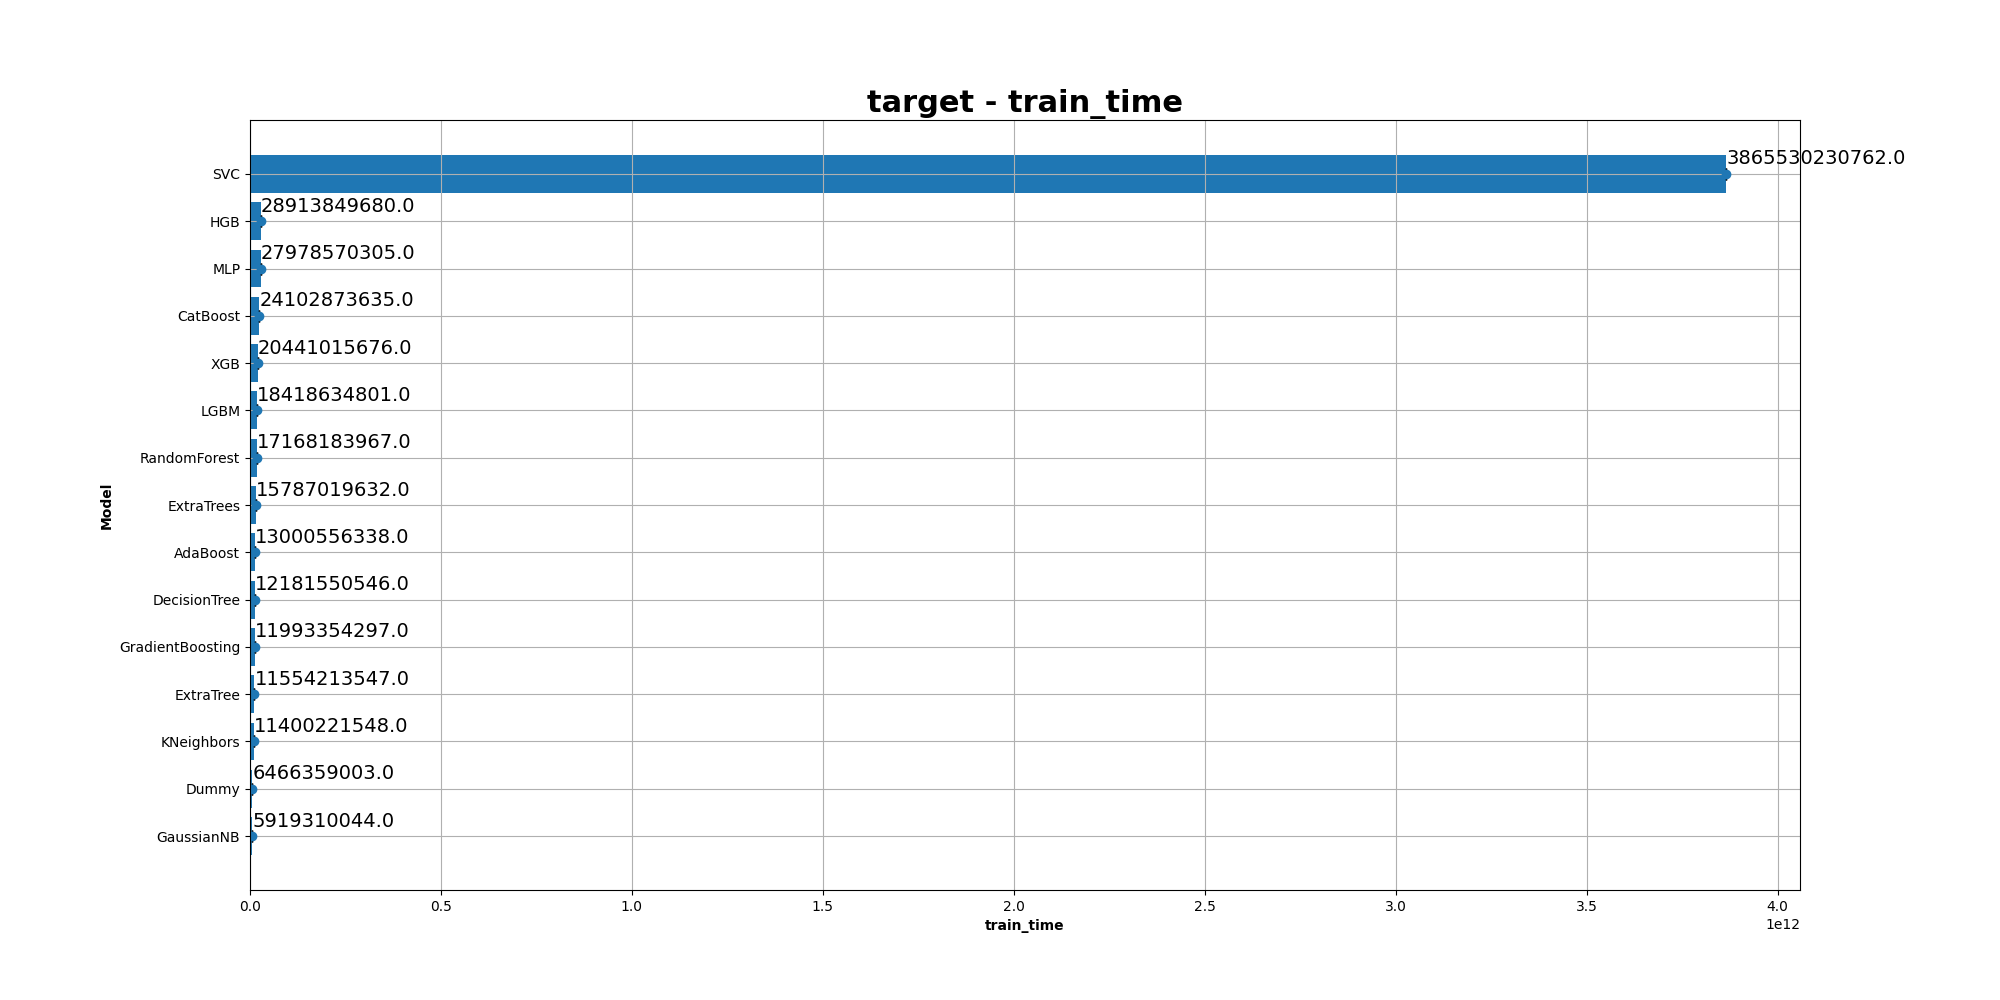 target - train_time
SVC 3865530230762.0
HGB 28913849680.0
MLP 27978570305.0
CatBoost 24102873635.0
XGB 20441015676.0
LGBM 18418634801.0
RandomForest 17168183967.0
ExtraTrees 15787019632.0
AdaBoost 13000556338.0
DecisionTree 12181550546.0
GradientBoosting 11993354297.0
ExtraTree 11554213547.0
KNeighbors 11400221548.0
Dummy 6466359003.0
GaussianNB 5919310044.0
Model
0.0 0.5 1.0 1.5 2.0 2.5 3.0 3.5 4.0
1e12
train_time